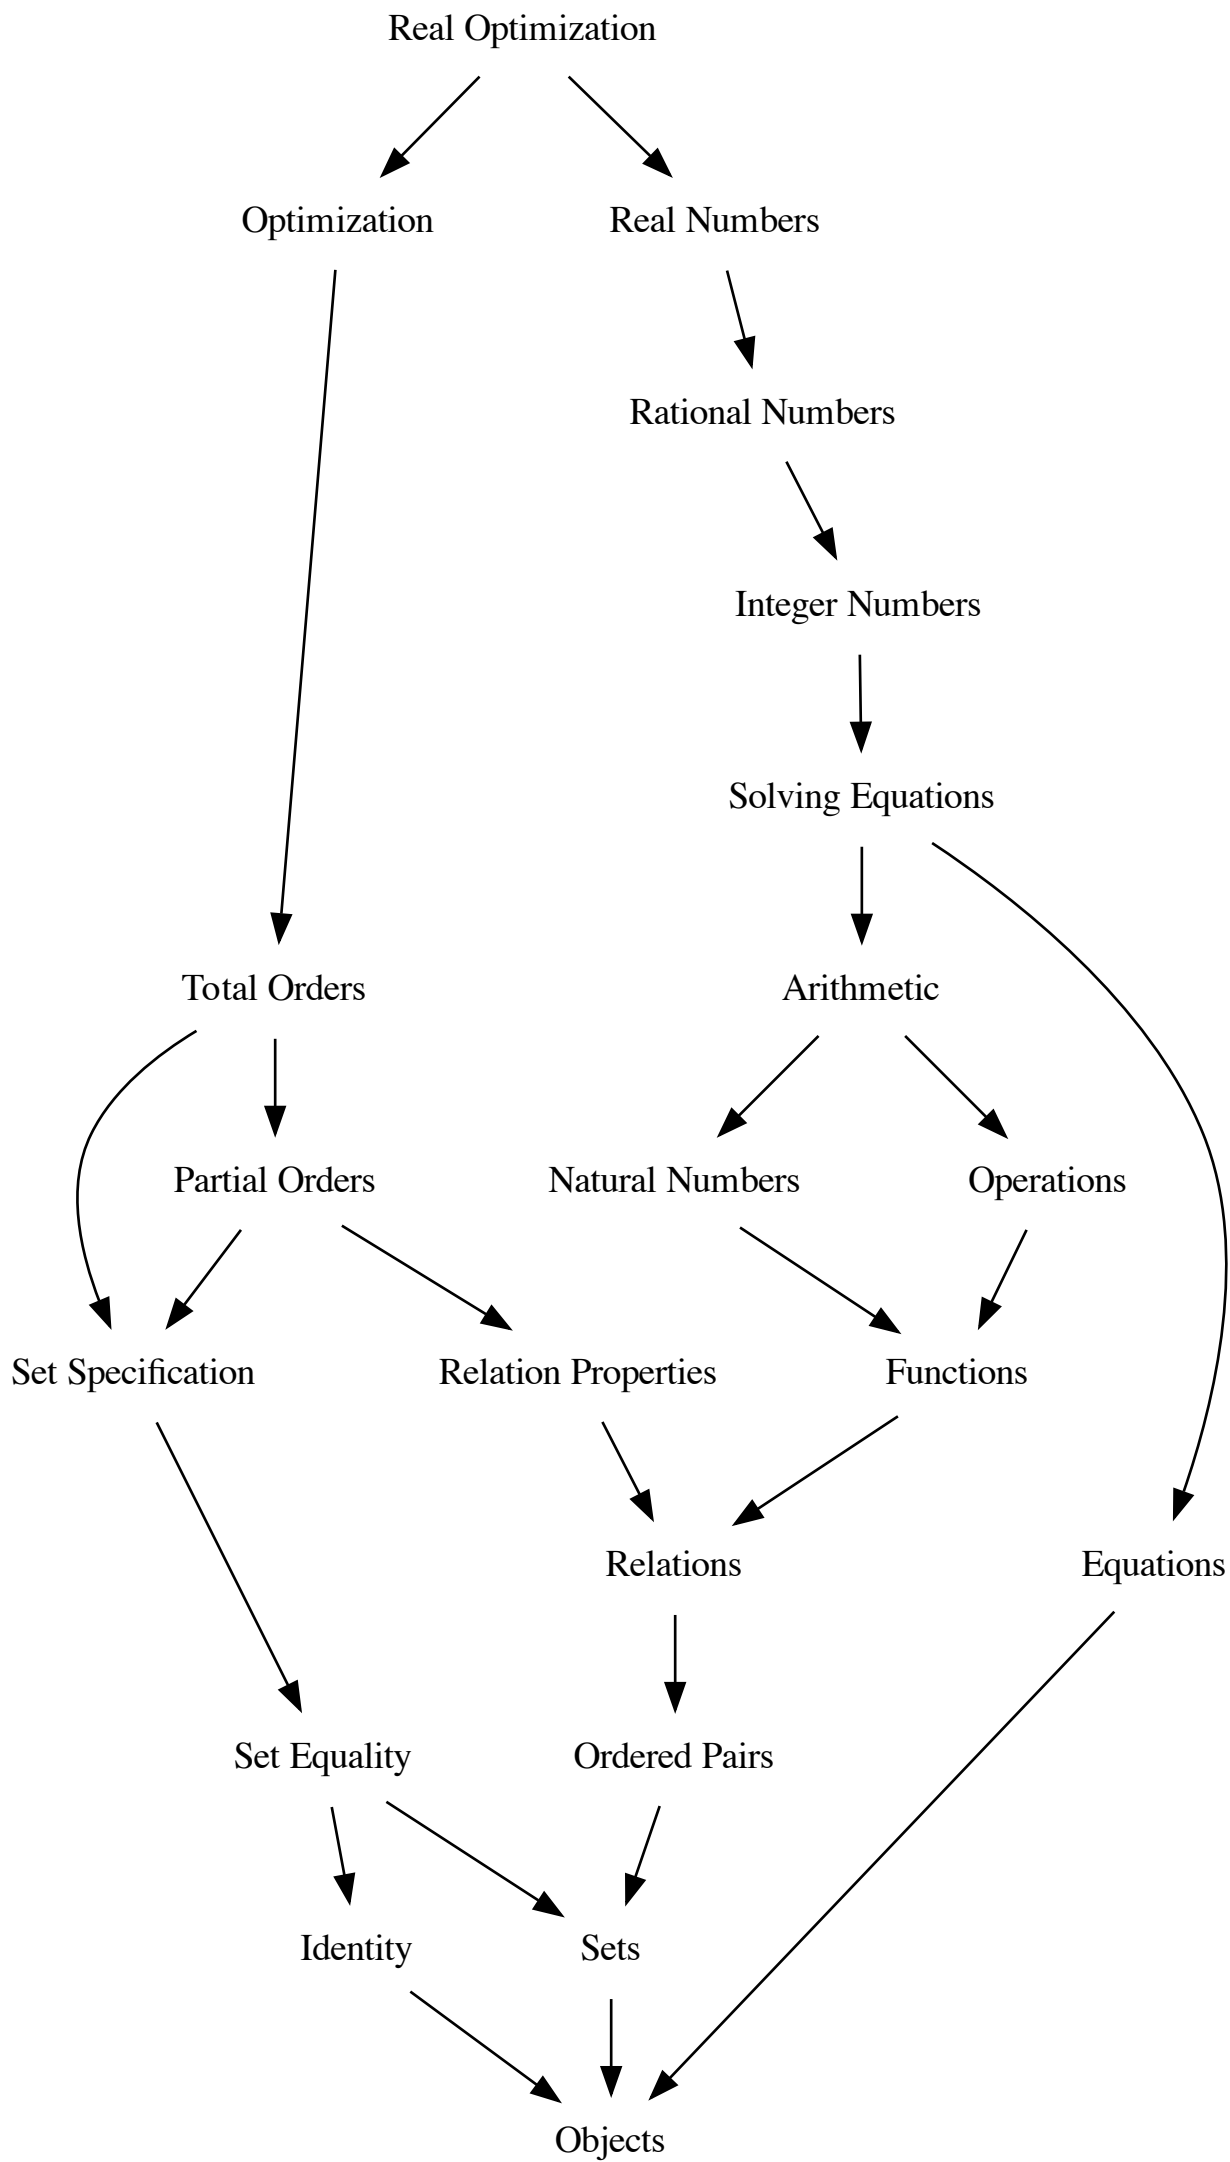 Real Optimization
Optimization
Real Numbers
Rational Numbers
Integer Numbers
Solving Equations
Total Orders
Arithmetic
Partial Orders
Natural Numbers
Operations
Set Specification
Relation Properties
Functions
Relations
Equations
Set Equality
Ordered Pairs
Identity
Sets
Objects